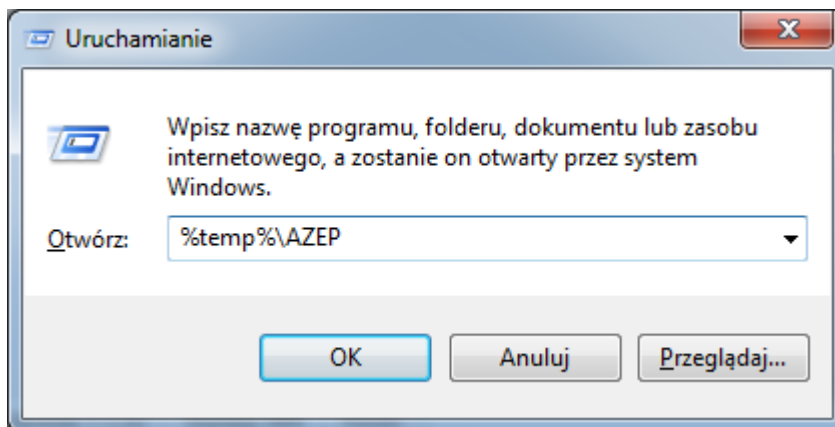 Uruchamianie
Wpisz nazwę programu, folderu, dokumentu lub zasobu
internetowego, a zostanie on otwarty przez system
Windows.
Otwórz: %temp%\AZEP
OK Anuluj Przeglądaj...